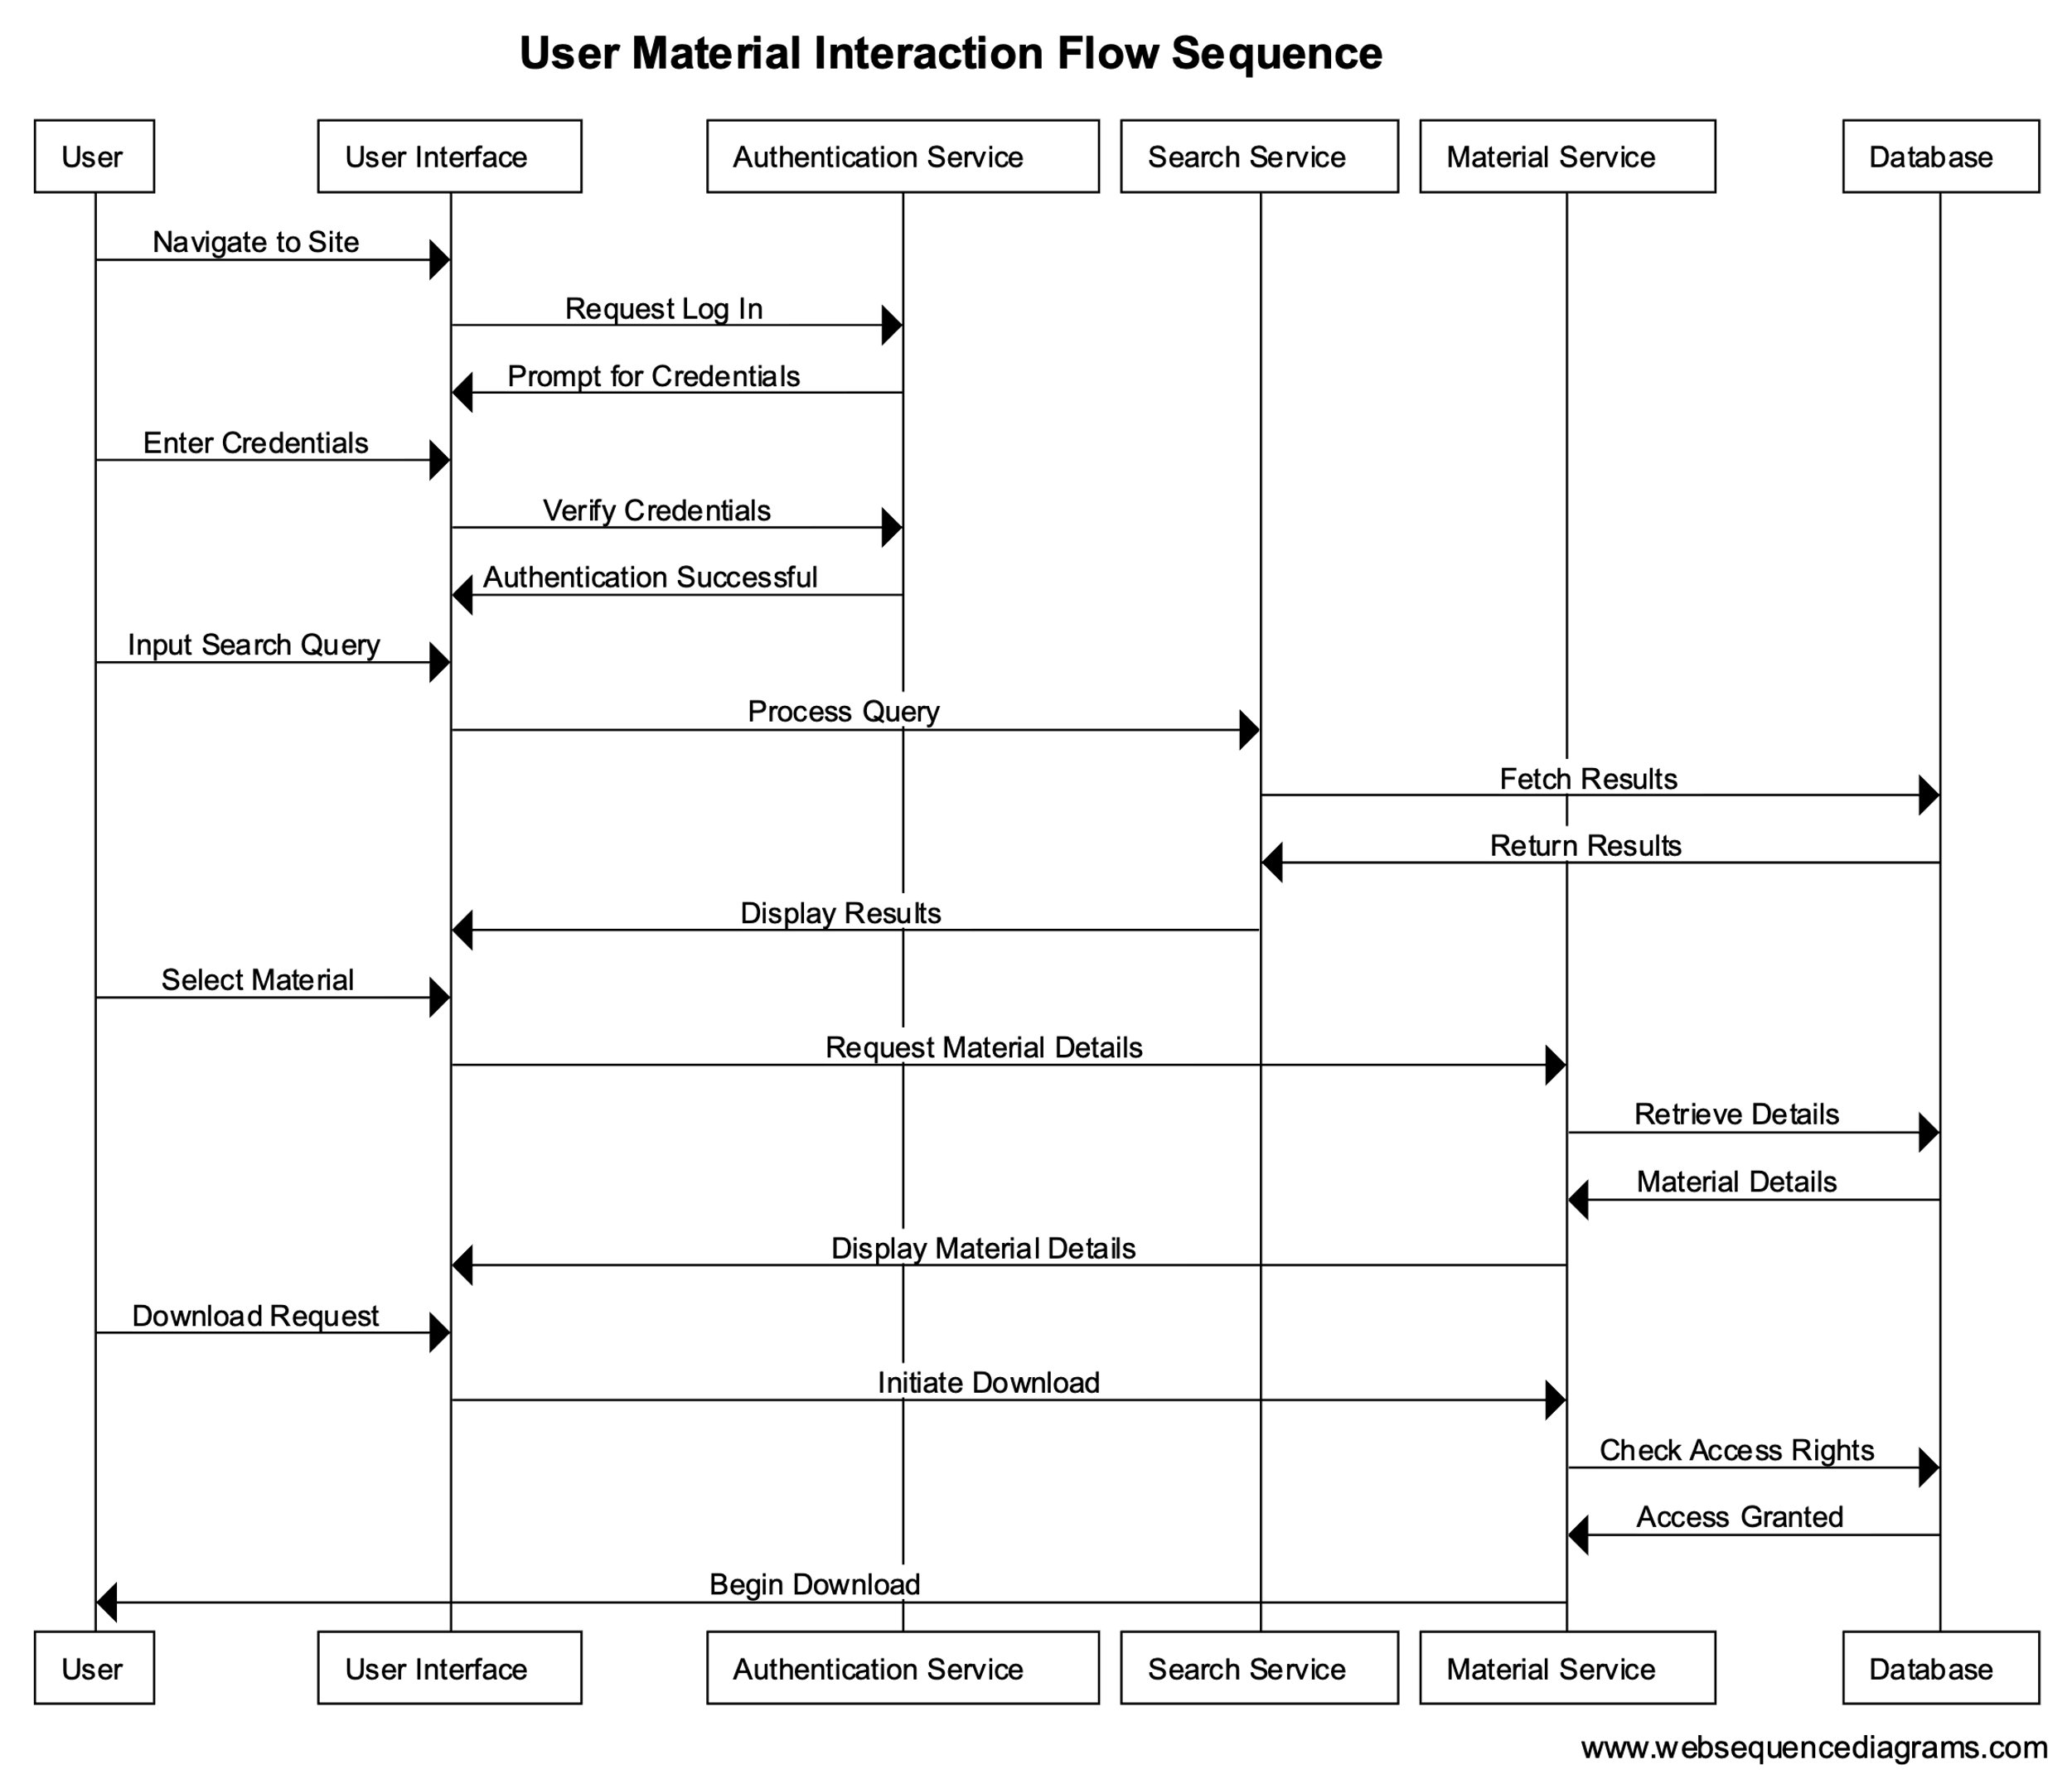 User Material Interaction Flow Sequence
User
User Interface
Authentication Service
Search Service
Material Service
Database
Navigate to Site
Request Log In
Prompt for Credentials
Enter Credentials
Verify Credentials
Authentication Successful
Input Search Query
Process Query
Fetch Results
Return Results
Display Results
Select Material
Request Material Details
Retrieve Details
Material Details
Display Material Details
Download Request
Initiate Download
Check Access Rights
Access Granted
Begin Download
User
User Interface
Authentication Service
Search Service
Material Service
Database
www.websequencediagrams.com